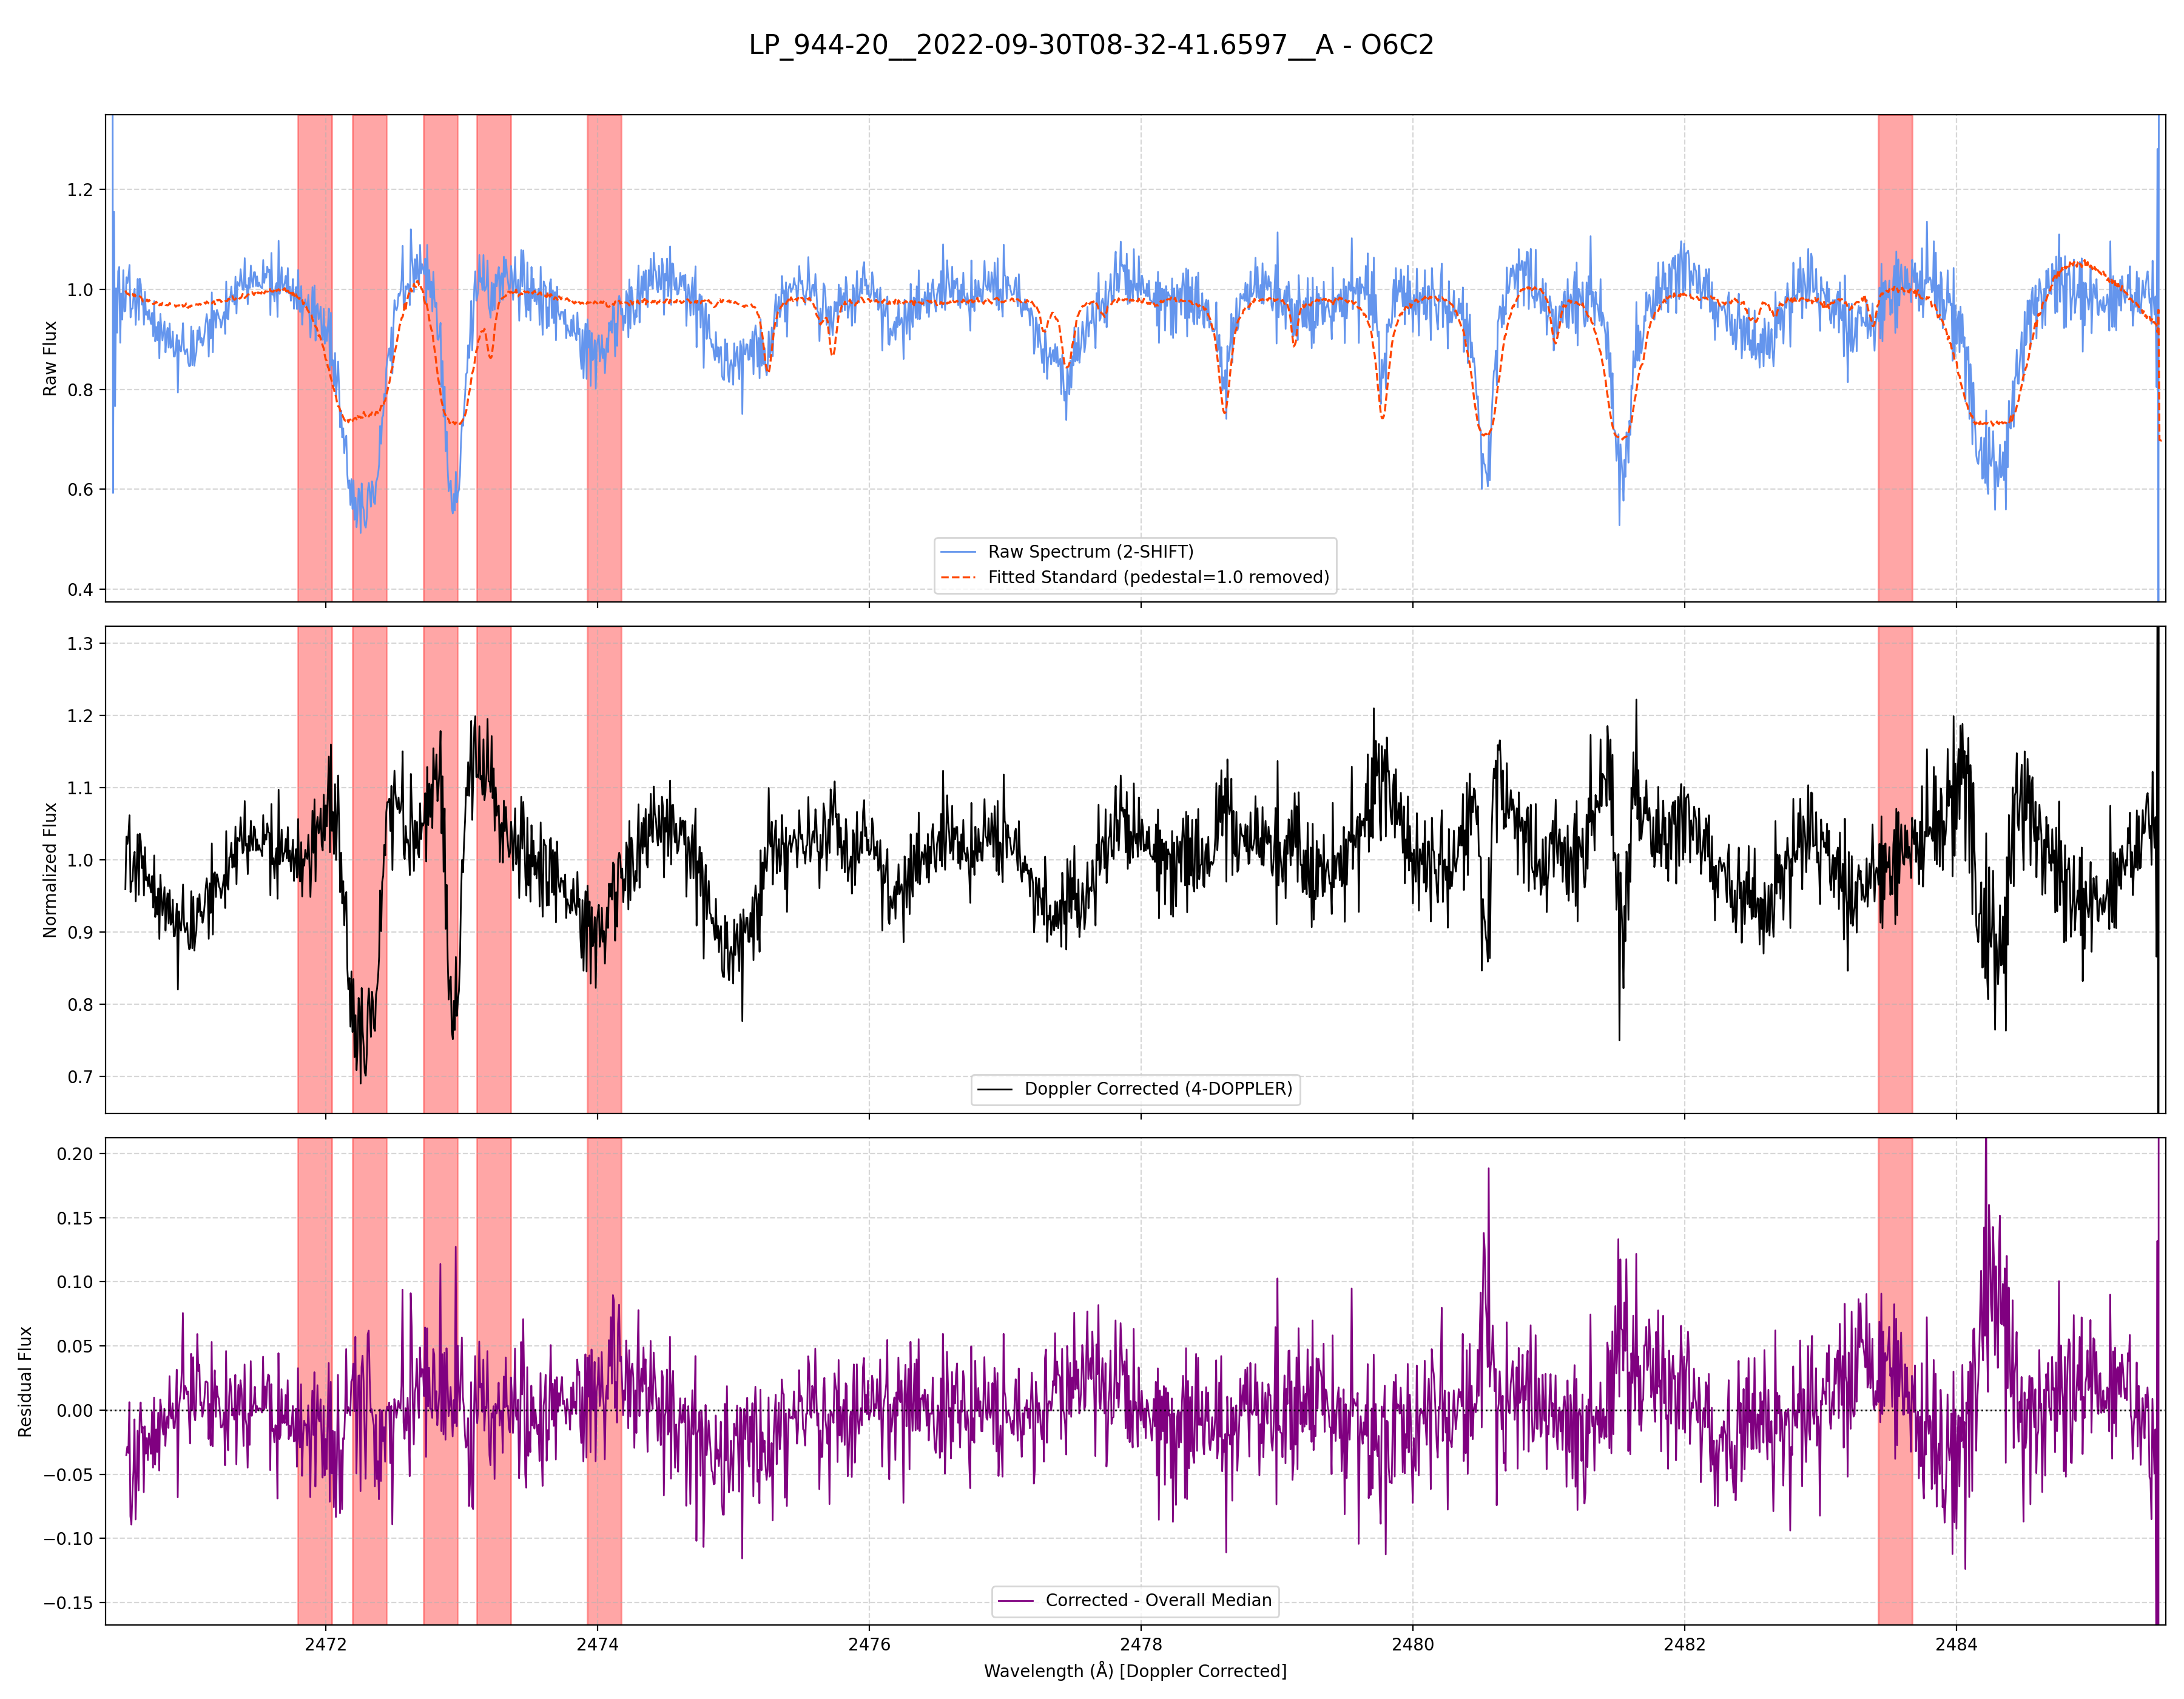 LP_944-20__2022-09-30T08-32-41.6597__A - O6C2
1.2
1.0
0.8
0.6
0.4
Raw Flux
Raw Spectrum (2-SHIFT)
Fitted Standard (pedestal=1.0 removed)
1.3
1.2
1.1
1.0
0.9
0.8
0.7
Normalized Flux
Doppler Corrected (4-DOPPLER)
0.20
0.15
0.10
0.05
0.00
−0.05
−0.10
−0.15
Residual Flux
Corrected - Overall Median
2472 2474 2476 2478 2480 2482 2484
Wavelength (Å) [Doppler Corrected]